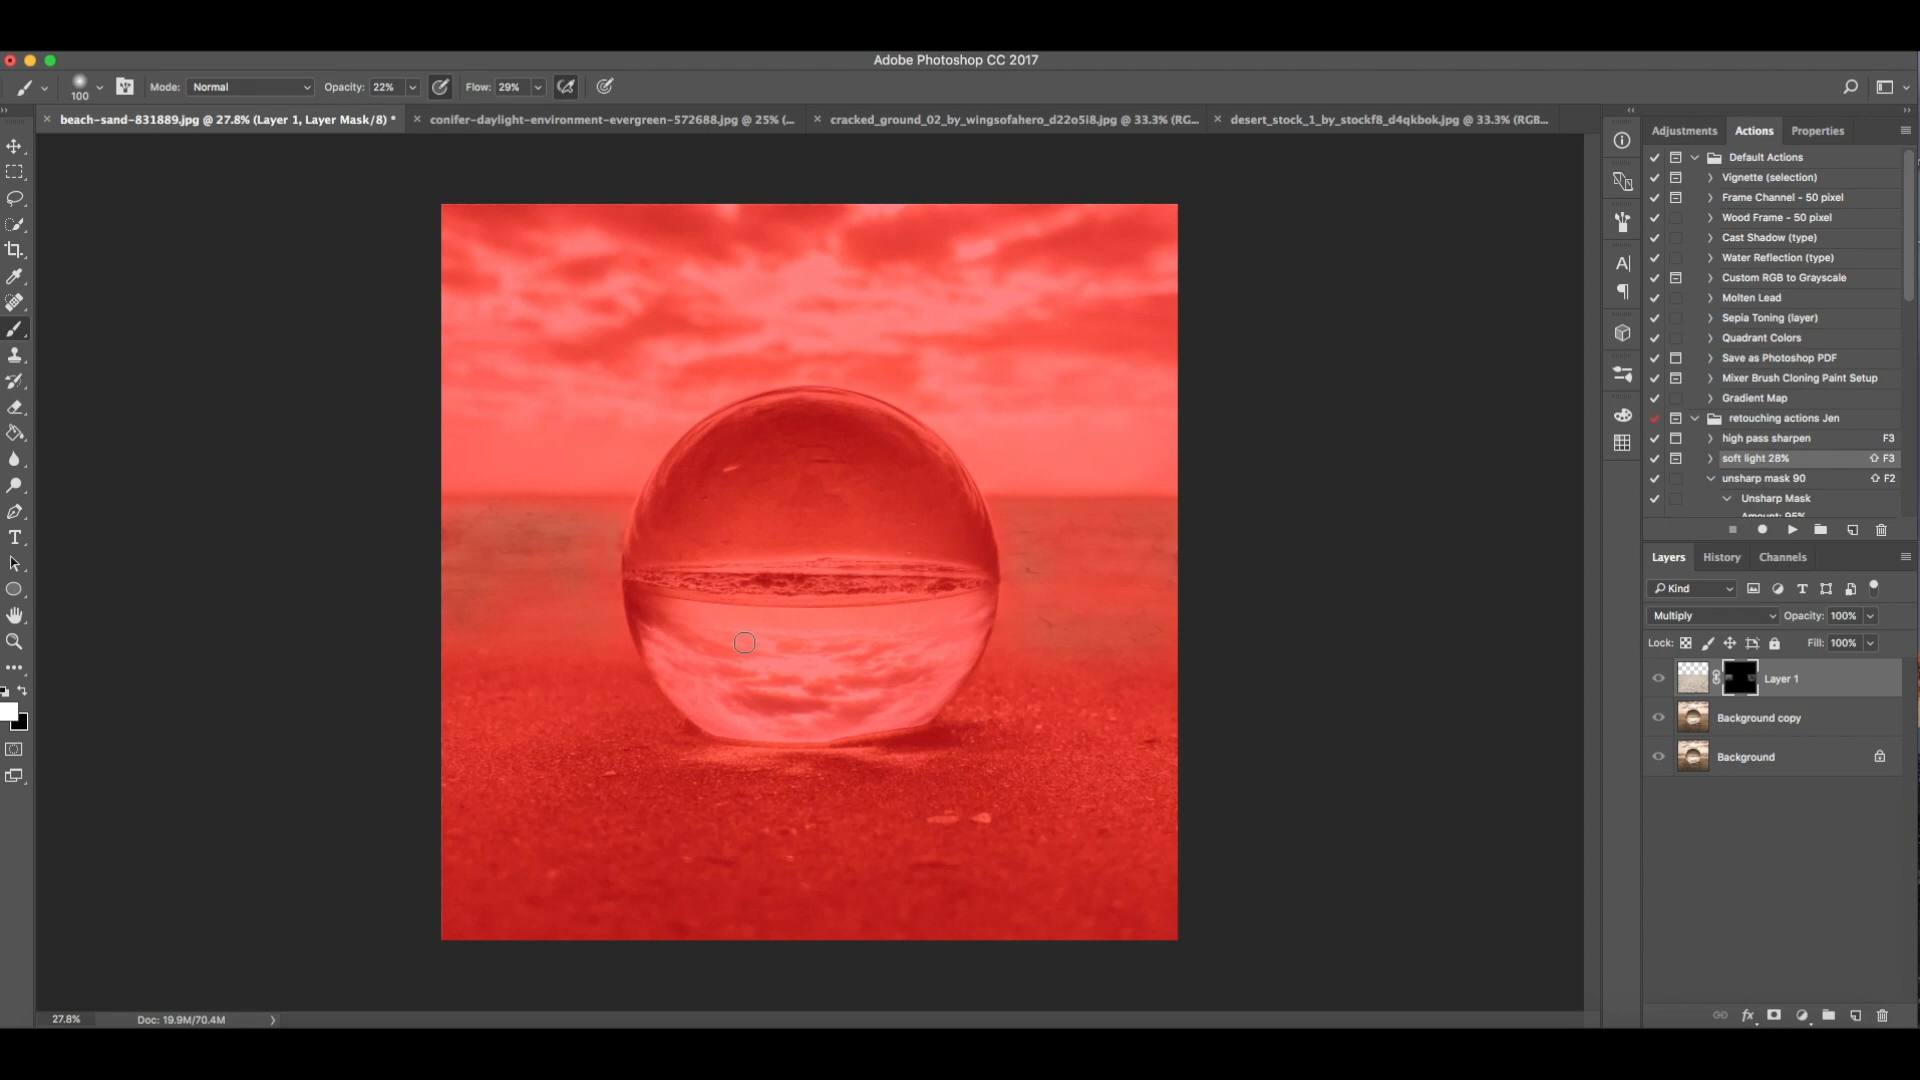 Adobe Photoshop CC 2017
100
Mode: Normal
Opacity: 22%
Flow: 29%
beach-sand-831889.jpg @ 27.8% (Layer 1, Layer Mask/8) *
conifer-daylight-environment-evergreen-572688.jpg @ 25% (...
cracked_ground_02_by_wingsofahero_d22o5i8.jpg @ 33.3% (RG...
desert_stock_1_by_stockf8_d4qkbok.jpg @ 33.3% (RGB...
Adjustments
Actions
Properties
Default Actions
Vignette (selection)
Frame Channel - 50 pixel
Wood Frame - 50 pixel
Cast Shadow (type)
Water Reflection (type)
Custom RGB to Grayscale
Molten Lead
Sepia Toning (layer)
Quadrant Colors
Save as Photoshop PDF
Mixer Brush Cloning Paint Setup
Gradient Map
retouching actions Jen
high pass sharpen F3
soft light 28% ⇧ F3
unsharp mask 90 ⇧ F2
Unsharp Mask
Amount: 95%
Layers
History
Channels
Kind
Multiply
Opacity: 100%
Lock:
Fill: 100%
Layer 1
Background copy
Background
fx
27.8%
Doc: 19.9M/70.4M